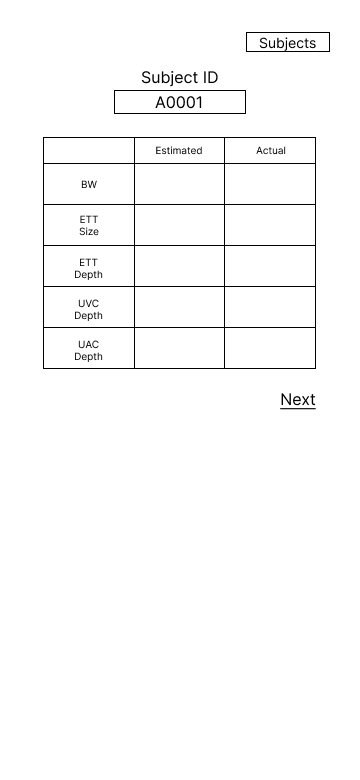 Subjects
Subject ID
A0001
Estimated Actual
BW
ETT
Size
ETT
Depth
UVC
Depth
UAC
Depth
Next